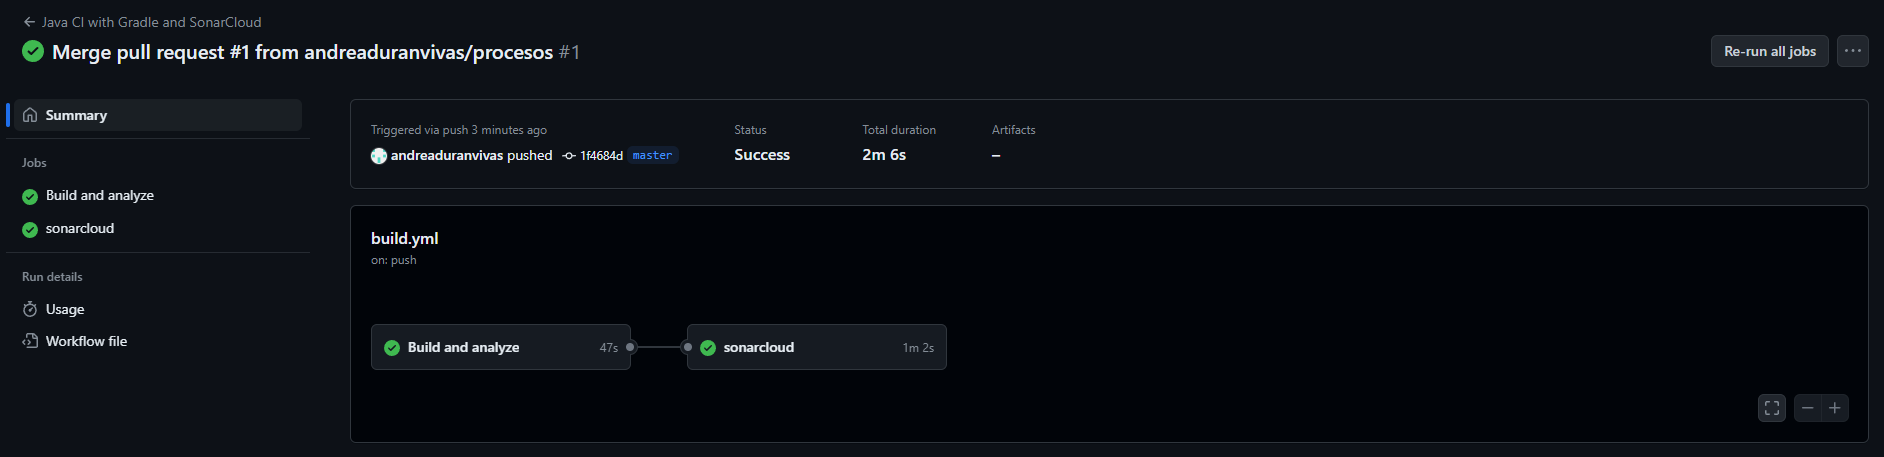 Java CI with Gradle and SonarCloud
Merge pull request #1 from andreaduranvivas/procesos #1
Re-run all jobs
Summary
Jobs
Build and analyze
sonarcloud
Run details
Usage
Workflow file
Triggered via push 3 minutes ago
andreaduranvivas pushed 1f4684d master
Status
Success
Total duration
2m 6s
Artifacts
–
build.yml
on: push
Build and analyze 47s
sonarcloud 1m 2s